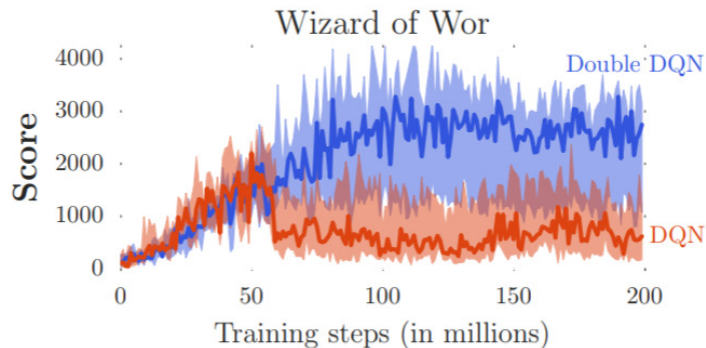 Wizard of Wor
Score
4000
3000
2000
1000
0
Double DQN
DQN
0 50 100 150 200
Training steps (in millions)